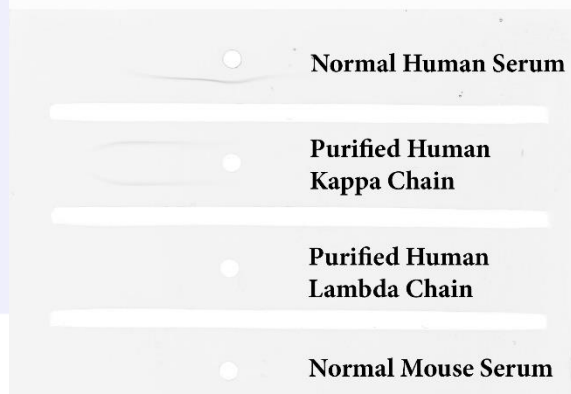 Normal Human Serum
Purified Human
Kappa Chain
Purified Human
Lambda Chain
Normal Mouse Serum